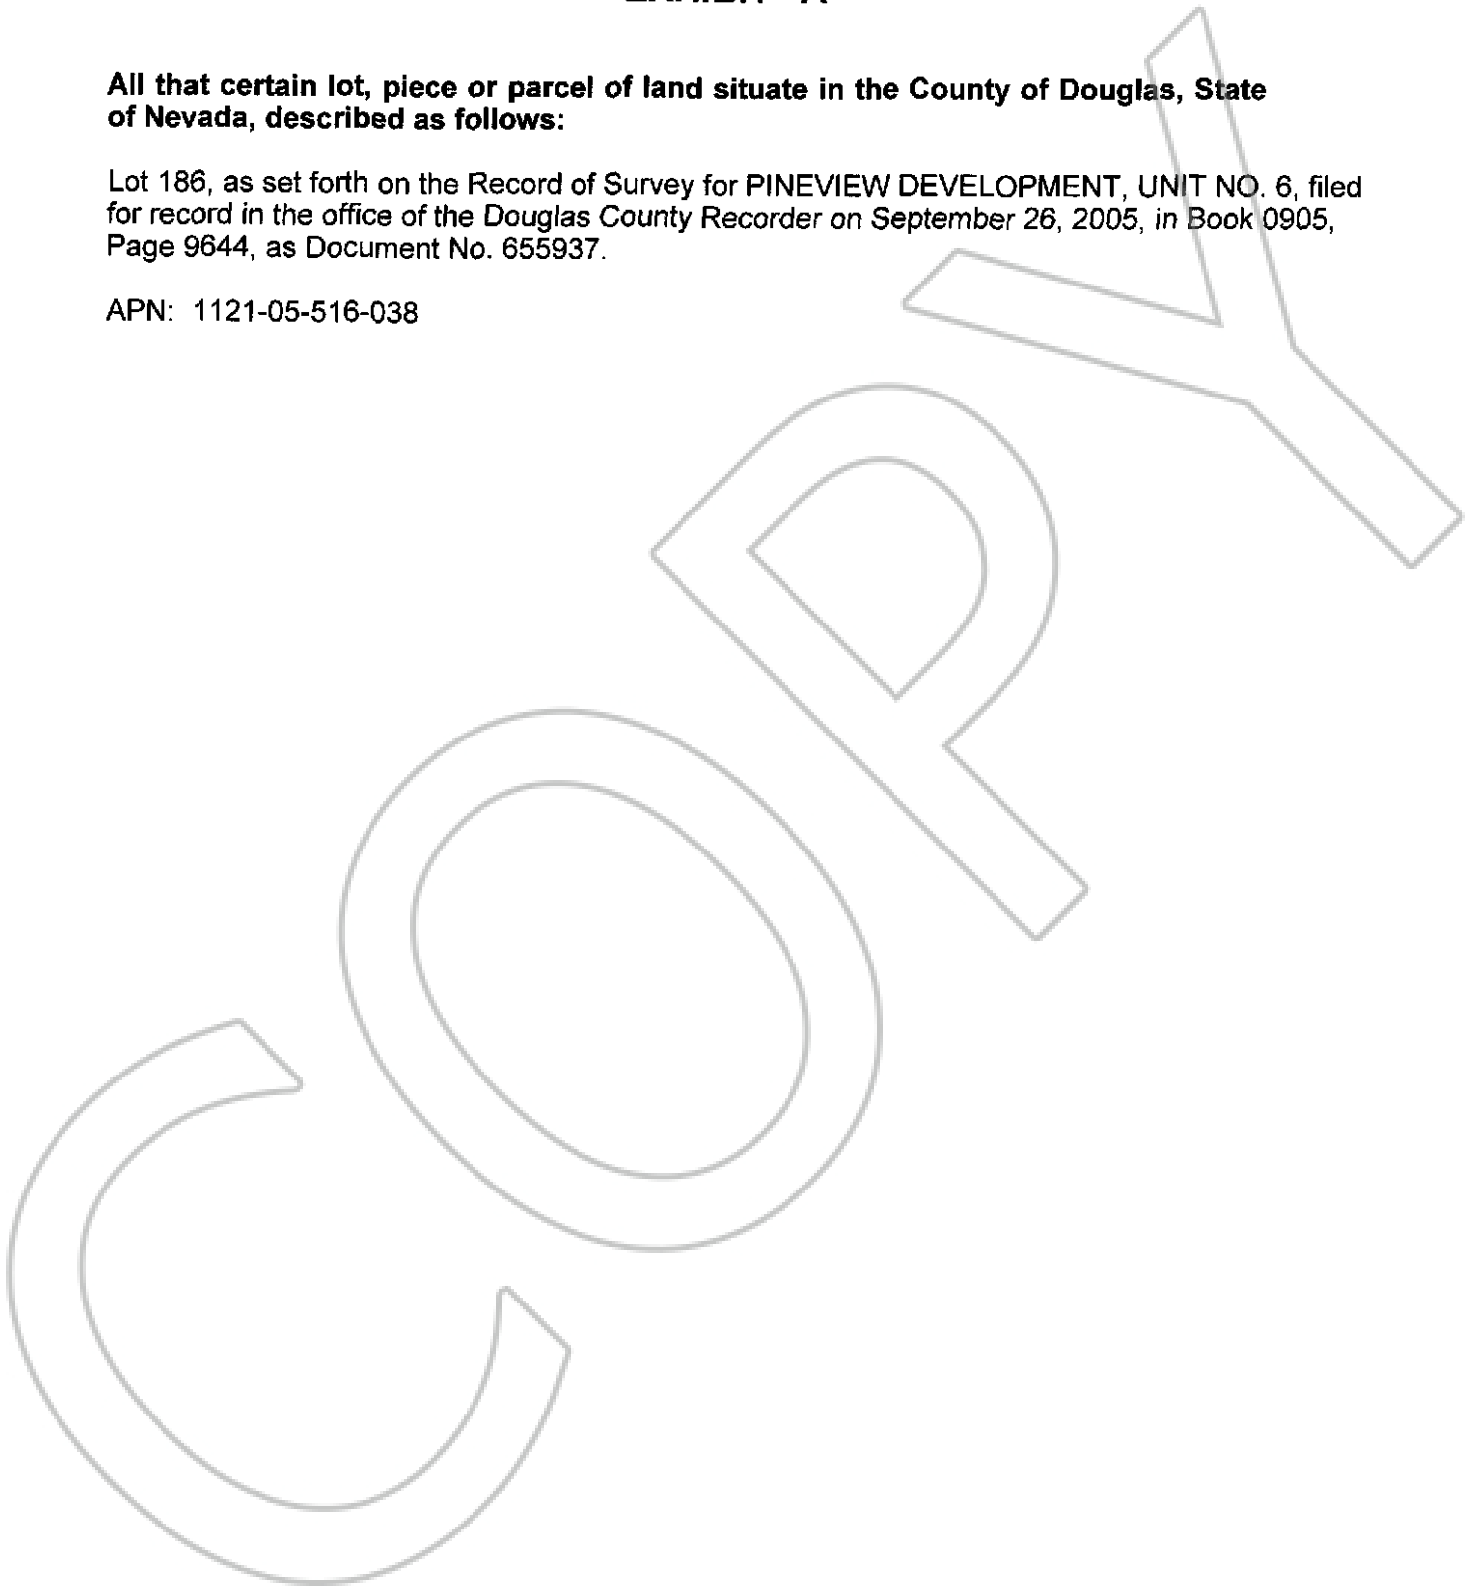 All that certain lot, piece or parcel of land situate in the County of Douglas, State
of Nevada, described as follows:
Lot 186, as set forth on the Record of Survey for PINEVIEW DEVELOPMENT, UNIT NO. 6, filed
for record in the office of the Douglas County Recorder on September 26, 2005, in Book 0905,
Page 9644, as Document No. 655937.
APN: 1121-05-516-038
COPY